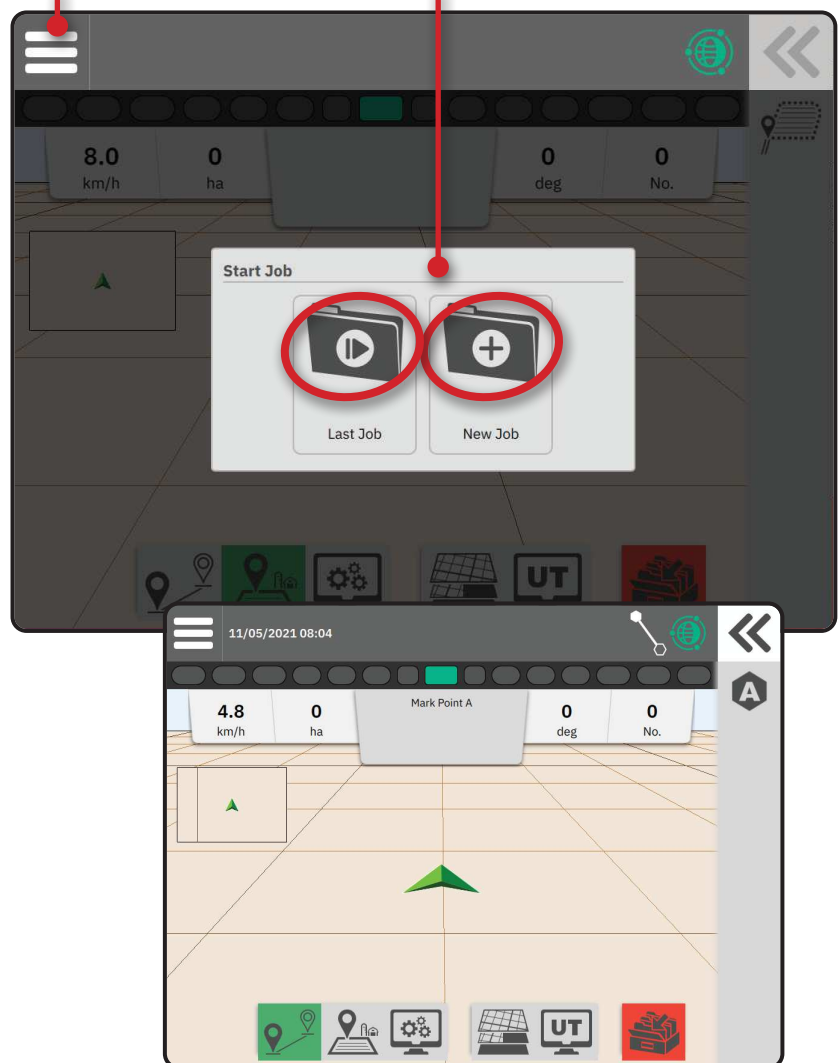 8.0
km/h
0
ha
0
deg
0
No.
Start Job
Last Job
New Job
UT
11/05/2021 08:04
4.8
km/h
0
ha
Mark Point A
0
deg
0
No.
A
UT